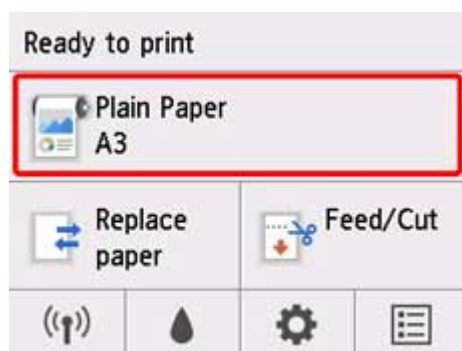 Ready to print
Plain Paper
A3
Replace
paper
Feed/Cut